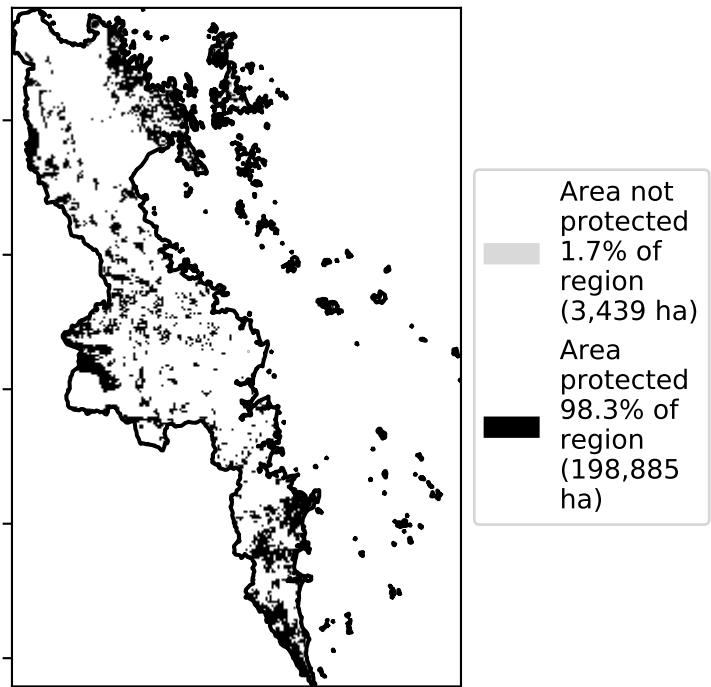 Area not
protected
1.7% of
region
(3,439 ha)
Area
protected
98.3% of
region
(198,885
ha)